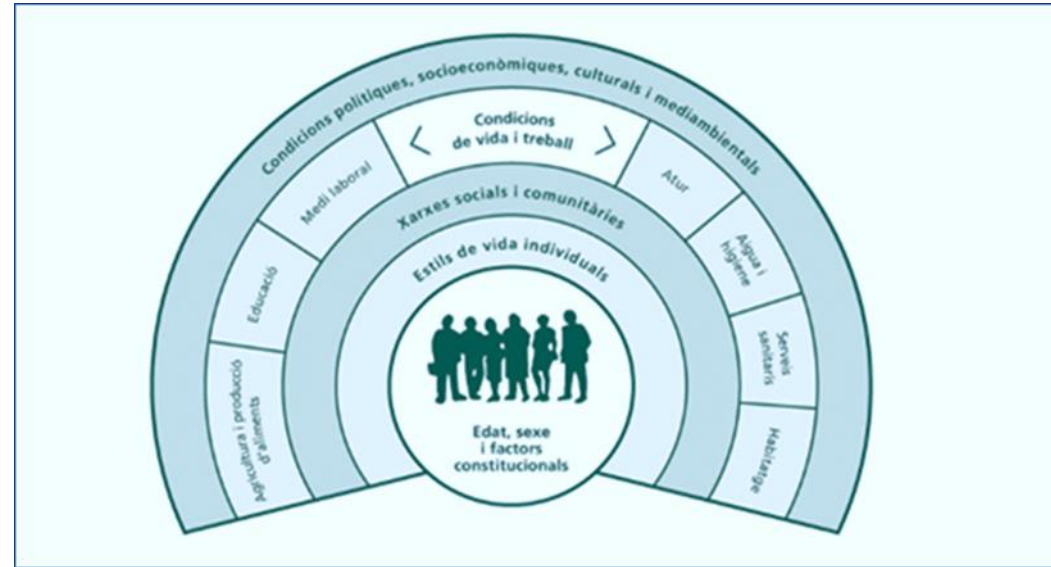 Condicions polítiques, socioeconòmiques, culturals i mediambientals
Condicions
de vida i treball
Agricultura i producció
d'aliments
Educació
Medi laboral
Atur
Aigua i
higiene
Serveis
sanitaris
Habitatge
Xarxes socials i comunitàries
Estils de vida individuals
Edat, sexe
i factors
constitucionals